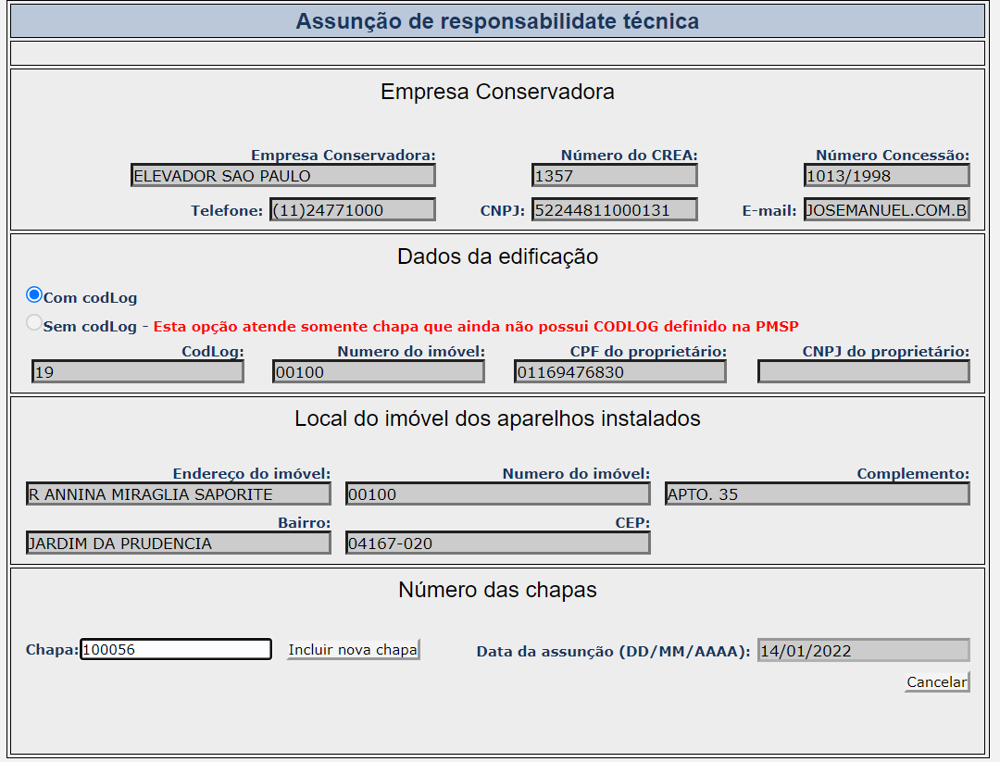 Assunção de responsabilidate técnica
Empresa Conservadora
Empresa Conservadora: Número do CREA: Número Concessão:
ELEVADOR SAO PAULO 1357 1013/1998
Telefone: (11)24771000 CNPJ: 52244811000131 E-mail: JOSEMANUEL.COM.B
Dados da edificação
Com codLog
Sem codLog - Esta opção atende somente chapa que ainda não possui CODLOG definido na PMSP
CodLog: Numero do imóvel: CPF do proprietário: CNPJ do proprietário:
19 00100 01169476830
Local do imóvel dos aparelhos instalados
Endereço do imóvel: Numero do imóvel: Complemento:
R ANNINA MIRAGLIA SAPORITE 00100 APTO. 35
Bairro: CEP:
JARDIM DA PRUDENCIA 04167-020
Número das chapas
Chapa: 100056 Incluir nova chapa Data da assunção (DD/MM/AAAA): 14/01/2022
Cancelar